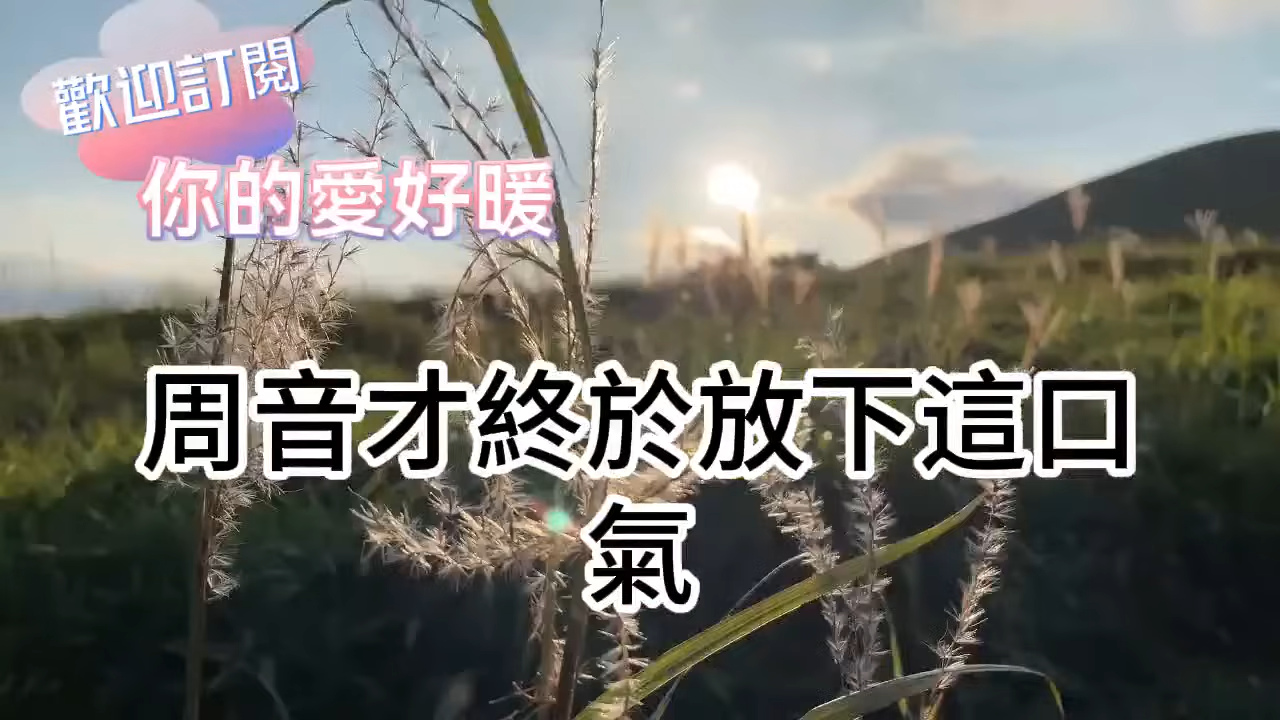 歡迎訂閱
你的愛好暖
周音才終於放下這口
氣